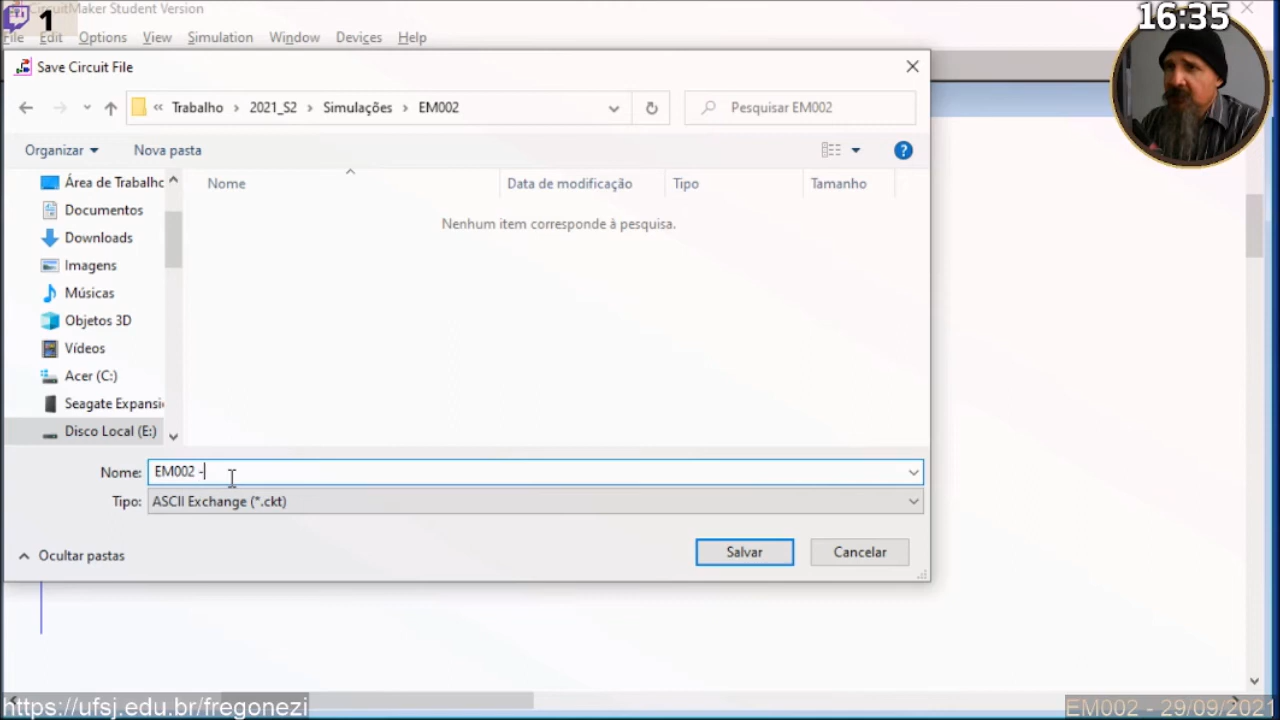 CircuitMaker Student Version
1
16:35
File Edit Options View Simulation Window Devices Help
Save Circuit File
« Trabalho > 2021_S2 > Simulações > EM002
Pesquisar EM002
Organizar
Nova pasta
Nome
Data de modificação
Tipo
Tamanho
Nenhum item corresponde à pesquisa.
Área de Trabalho
Documentos
Downloads
Imagens
Músicas
Objetos 3D
Vídeos
Acer (C:)
Seagate Expansi
Disco Local (E:)
Nome: EM002 -
Tipo: ASCII Exchange (*.ckt)
Ocultar pastas
Salvar
Cancelar
https://ufsj.edu.br/fregonezi
EM002 - 29/09/2021